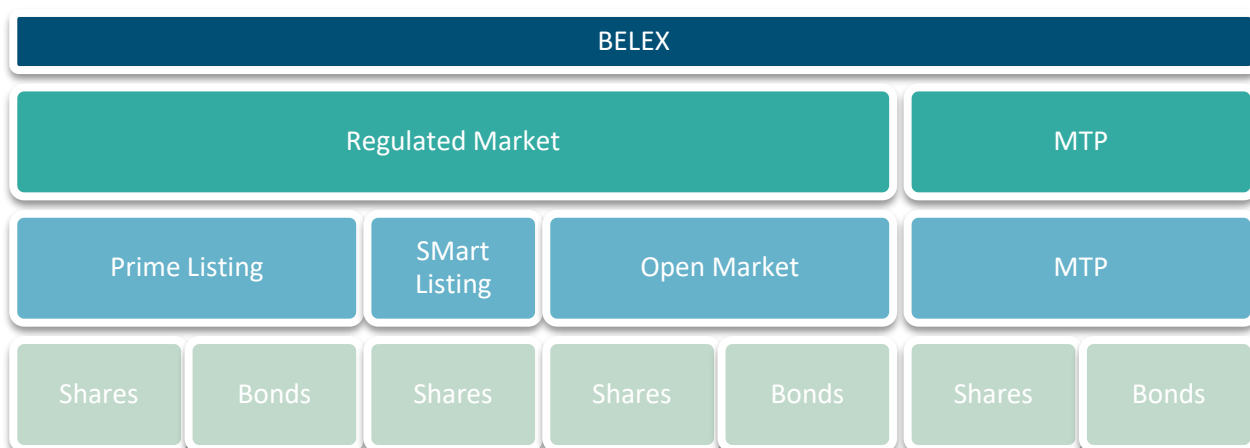 BELEX
Regulated Market
MTP
Prime Listing
SMart
Listing
Open Market
MTP
Shares
Bonds
Shares
Shares
Bonds
Shares
Bonds